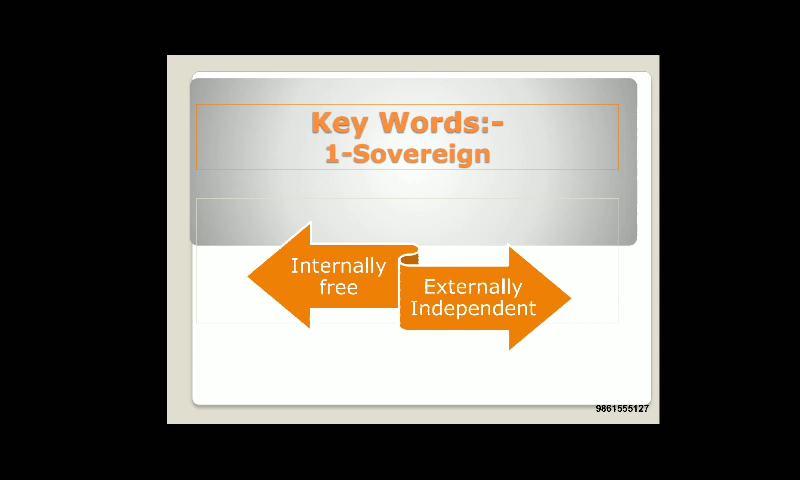 Key Words:-
1-Sovereign
Internally
free
Externally
Independent
9861555127